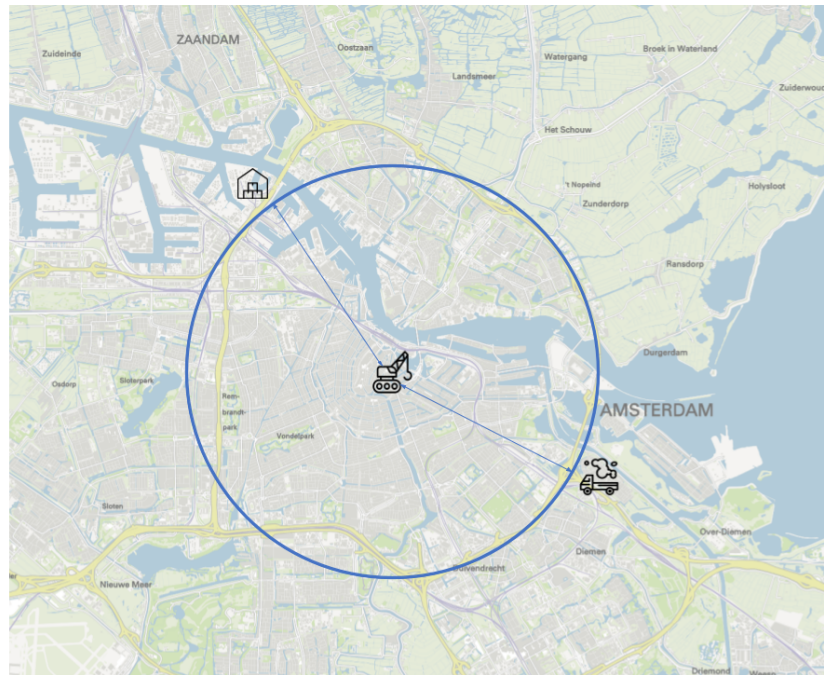 ZAANDAM
Zuideinde
Oostzaan
Broek in Waterland
Watergang
Landsmeer
Zuiderwoud
Het Schouw
't Nopeind
Holysloot
Zunderdorp
Ransdorp
Durgerdam
Osdorp
Sloterpark
Rem-
brandt-
park
AMSTERDAM
Vondelpark
Sloten
Over-Diemen
Diemen
Duivendrecht
Nieuwe Meer
Driemond